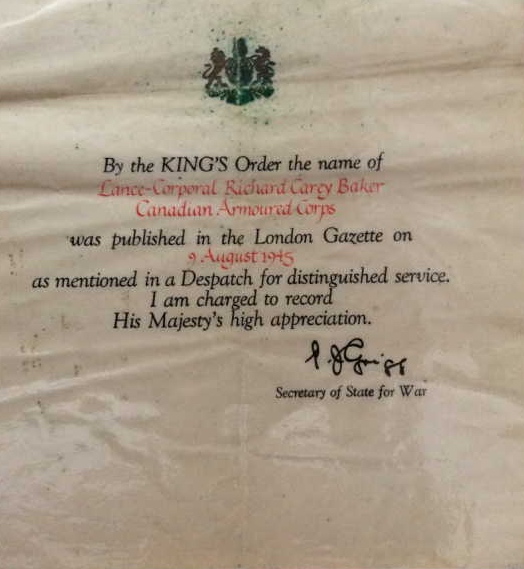 By the KING'S Order the name of
Lance-Corporal Richard Carey Baker
Canadian Armoured Corps
was published in the London Gazette on
9 August 1945
as mentioned in a Despatch for distinguished service.
I am charged to record
His Majesty's high appreciation.
P J Grigg
Secretary of State for War